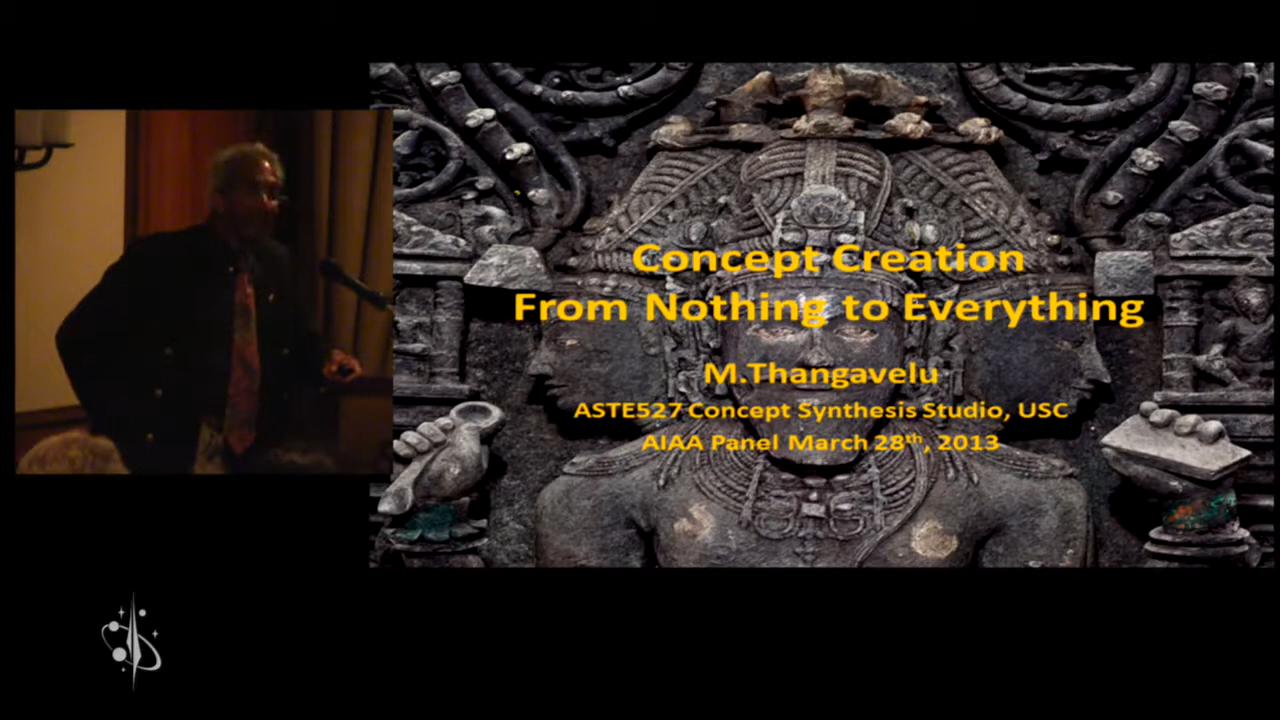 Concept Creation
From Nothing to Everything
M.Thangavelu
ASTE527 Concept Synthesis Studio, USC
AIAA Panel March 28th, 2013